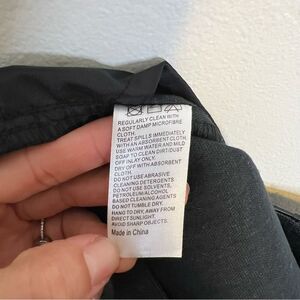 REGULARLY CLEAN WITH
A SOFT DAMP MICROFIBRE
CLOTH.
TREAT SPILLS IMMEDIATELY
WITH AN ABSORBENT CLOTH.
USE WARM WATER AND MILD
SOAP TO CLEAN DIRT/DUST
OFF INLAY ONLY.
DRY OFF WITH ABSORBENT
CLOTH.
DO NOT USE ABRASIVE
CLEANING DETERGENTS
DO NOT USE SOLVENTS,
PETROLEUM/ALCOHOL
BASED CLEANING AGENTS
DO NOT TUMBLE DRY.
HANG TO DRY, AWAY FROM
DIRECT SUNLIGHT.
AVOID SHARP OBJECTS.
Made in China